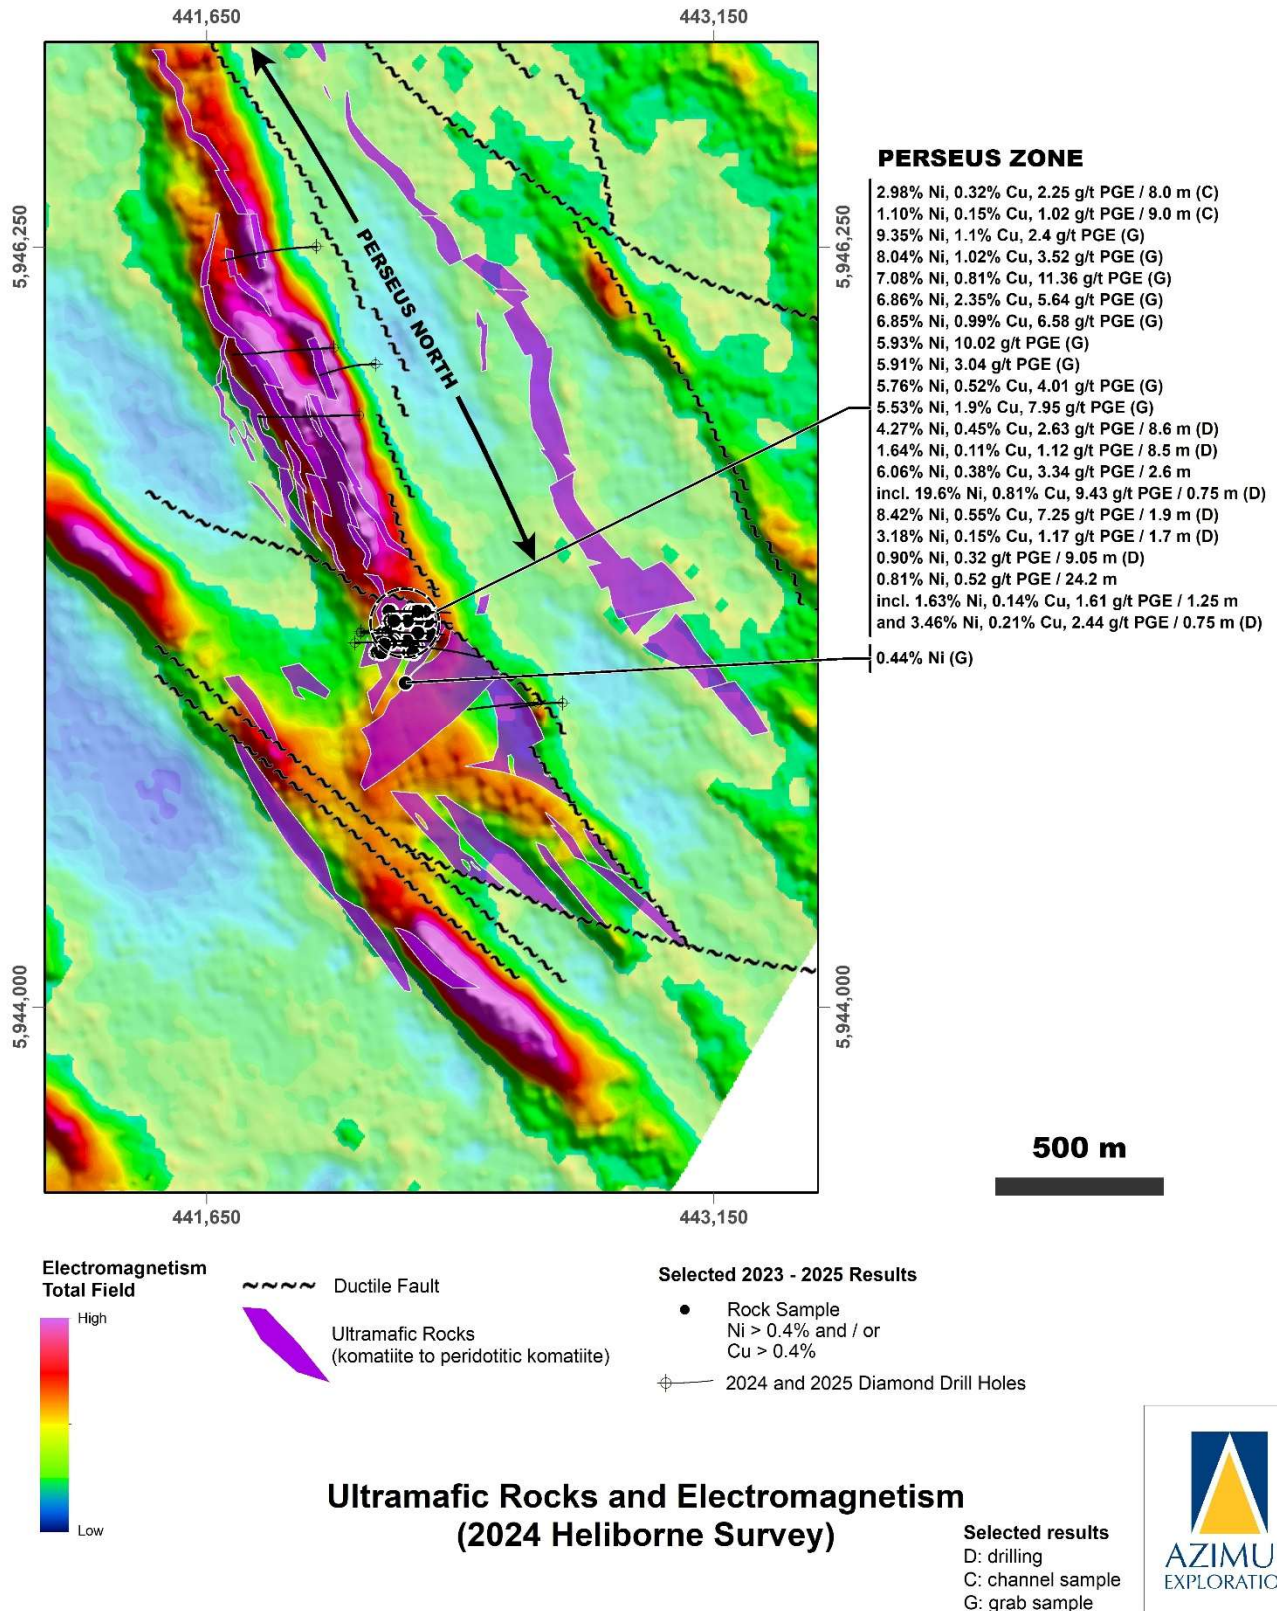 441,650
443,150
5,946,250
5,946,250
PERSEUS NORTH
PERSEUS ZONE
2.98% Ni, 0.32% Cu, 2.25 g/t PGE / 8.0 m (C)
1.10% Ni, 0.15% Cu, 1.02 g/t PGE / 9.0 m (C)
9.35% Ni, 1.1% Cu, 2.4 g/t PGE (G)
8.04% Ni, 1.02% Cu, 3.52 g/t PGE (G)
7.08% Ni, 0.81% Cu, 11.36 g/t PGE (G)
6.86% Ni, 2.35% Cu, 5.64 g/t PGE (G)
6.85% Ni, 0.99% Cu, 6.58 g/t PGE (G)
5.93% Ni, 10.02 g/t PGE (G)
5.91% Ni, 3.04 g/t PGE (G)
5.76% Ni, 0.52% Cu, 4.01 g/t PGE (G)
5.53% Ni, 1.9% Cu, 7.95 g/t PGE (G)
4.27% Ni, 0.45% Cu, 2.63 g/t PGE / 8.6 m (D)
1.64% Ni, 0.11% Cu, 1.12 g/t PGE / 8.5 m (D)
6.06% Ni, 0.38% Cu, 3.34 g/t PGE / 2.6 m
incl. 19.6% Ni, 0.81% Cu, 9.43 g/t PGE / 0.75 m (D)
8.42% Ni, 0.55% Cu, 7.25 g/t PGE / 1.9 m (D)
3.18% Ni, 0.15% Cu, 1.17 g/t PGE / 1.7 m (D)
0.90% Ni, 0.32 g/t PGE / 9.05 m (D)
0.81% Ni, 0.52 g/t PGE / 24.2 m
incl. 1.63% Ni, 0.14% Cu, 1.61 g/t PGE / 1.25 m
and 3.46% Ni, 0.21% Cu, 2.44 g/t PGE / 0.75 m (D)
0.44% Ni (G)
5,944,000
5,944,000
500 m
441,650
443,150
Electromagnetism
Total Field
High
Low
Ductile Fault
Ultramafic Rocks
(komatiite to peridotitic komatiite)
Selected 2023 - 2025 Results
Rock Sample
Ni > 0.4% and / or
Cu > 0.4%
2024 and 2025 Diamond Drill Holes
Ultramafic Rocks and Electromagnetism
(2024 Heliborne Survey)
Selected results
D: drilling
C: channel sample
G: grab sample
AZIMU
EXPLORATIO